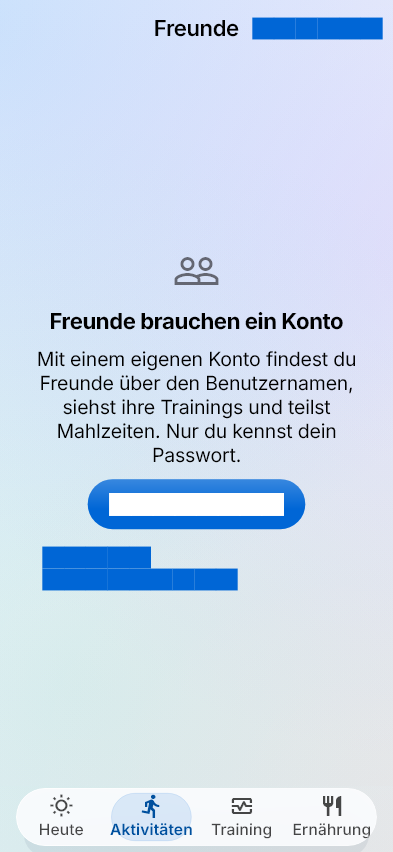 Freunde
Freunde brauchen ein Konto
Mit einem eigenen Konto findest du
Freunde über den Benutzernamen,
siehst ihre Trainings und teilst
Mahlzeiten. Nur du kennst dein
Passwort.
Heute
Aktivitäten
Training
Ernährung